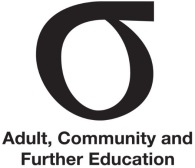 Adult, Community and
Further Education